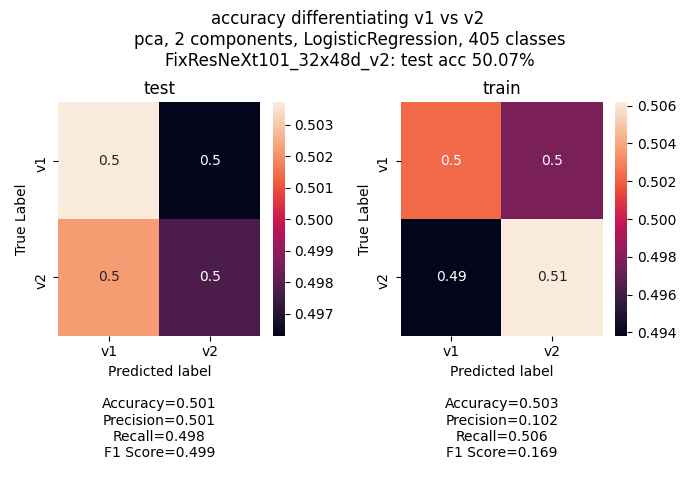 accuracy differentiating v1 vs v2
pca, 2 components, LogisticRegression, 405 classes
FixResNeXt101_32x48d_v2: test acc 50.07%
test
v1
v2
True Label
0.5
0.5
0.5
0.5
v1
v2
Predicted label
0.503
0.502
0.501
0.500
0.499
0.498
0.497
Accuracy=0.501
Precision=0.501
Recall=0.498
F1 Score=0.499
train
v1
v2
True Label
0.5
0.5
0.49
0.51
v1
v2
Predicted label
0.506
0.504
0.502
0.500
0.498
0.496
0.494
Accuracy=0.503
Precision=0.102
Recall=0.506
F1 Score=0.169